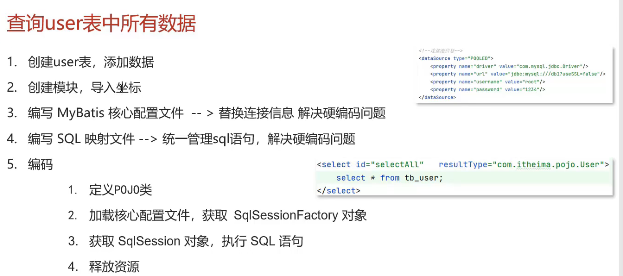 查询user表中所有数据
1. 创建user表，添加数据
2. 创建模块，导入坐标
3. 编写 MyBatis 核心配置文件 -- > 替换连接信息 解决硬编码问题
4. 编写 SQL 映射文件 --> 统一管理sql语句，解决硬编码问题
5. 编码
1. 定义POJO类
2. 加载核心配置文件，获取 SqlSessionFactory 对象
3. 获取 SqlSession 对象，执行 SQL 语句
4. 释放资源
<dataSource type="POOLED">
<property name="driver" value="com.mysql.jdbc.Driver"/>
<property name="url" value="jdbc:mysql:///db1?useSSL=false"/>
<property name="username" value="root"/>
<property name="password" value="1234"/>
</dataSource>
<select id="selectAll" resultType="com.itheima.pojo.User">
select * from tb_user;
</select>